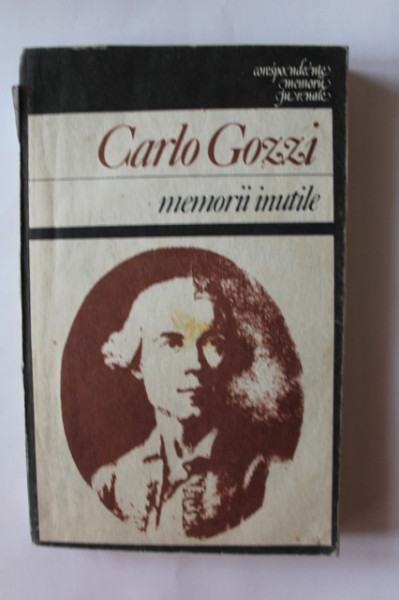 corespondențe
memorii
jurnale
Carlo Gozzi
memorii inutile